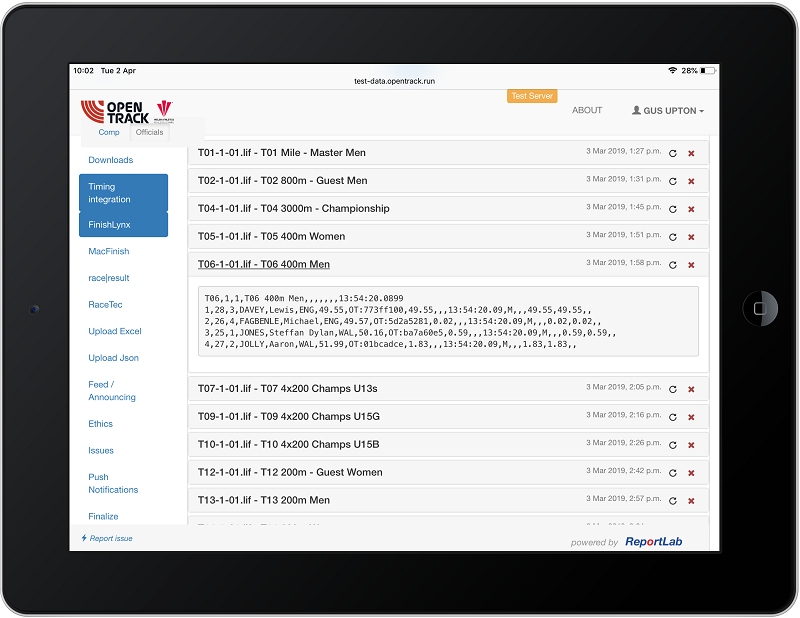 10:02 Tue 2 Apr
28%
test-data.opentrack.run
Test Server
OPEN
TRACK
ABOUT
GUS UPTON
Comp
Officials
Downloads
Timing
integration
FinishLynx
MacFinish
race|result
RaceTec
Upload Excel
Upload Json
Feed /
Announcing
Ethics
Issues
Push
Notifications
Finalize
T01-1-01.lif - T01 Mile - Master Men 3 Mar 2019, 1:27 p.m.
T02-1-01.lif - T02 800m - Guest Men 3 Mar 2019, 1:31 p.m.
T04-1-01.lif - T04 3000m - Championship 3 Mar 2019, 1:45 p.m.
T05-1-01.lif - T05 400m Women 3 Mar 2019, 1:51 p.m.
T06-1-01.lif - T06 400m Men 3 Mar 2019, 1:58 p.m.
T06,1,1,T06 400m Men,,,,,,,13:54:20.0899
1,28,3,DAVEY,Lewis,ENG,49.55,OT:773ff100,49.55,,,13:54:20.09,M,,,49.55,49.55,,
2,26,4,FAGBENLE,Michael,ENG,49.57,OT:5d2a5281,0.02,,,13:54:20.09,M,,,0.02,0.02,,
3,25,1,JONES,Steffan Dylan,WAL,50.16,OT:ba7a60e5,0.59,,,13:54:20.09,M,,,0.59,0.59,,
4,27,2,JOLLY,Aaron,WAL,51.99,OT:01bcadce,1.83,,,13:54:20.09,M,,,1.83,1.83,,
T07-1-01.lif - T07 4x200 Champs U13s 3 Mar 2019, 2:05 p.m.
T09-1-01.lif - T09 4x200 Champs U15G 3 Mar 2019, 2:16 p.m.
T10-1-01.lif - T10 4x200 Champs U15B 3 Mar 2019, 2:26 p.m.
T12-1-01.lif - T12 200m - Guest Women 3 Mar 2019, 2:42 p.m.
T13-1-01.lif - T13 200m Men 3 Mar 2019, 2:57 p.m.
Report issue
powered by ReportLab